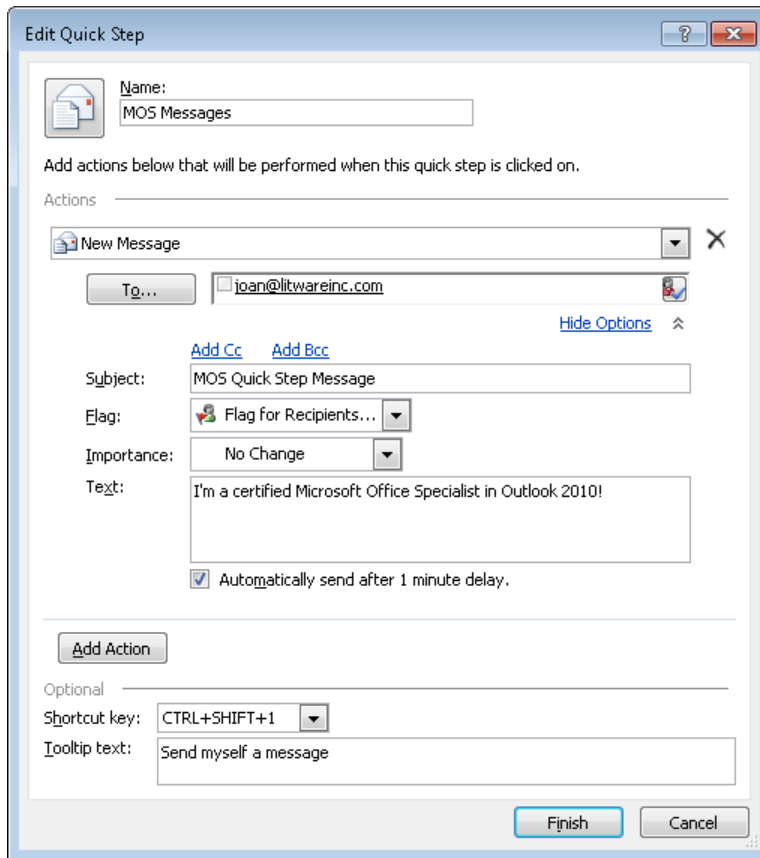 Edit Quick Step
?
Name:
MOS Messages
Add actions below that will be performed when this quick step is clicked on.
Actions
New Message
To... joan@litwareinc.com
Hide Options
Add Cc Add Bcc
Subject: MOS Quick Step Message
Flag: Flag for Recipients...
Importance: No Change
Text: I'm a certified Microsoft Office Specialist in Outlook 2010!
Automatically send after 1 minute delay.
Add Action
Optional
Shortcut key: CTRL+SHIFT+1
Tooltip text: Send myself a message
Finish Cancel